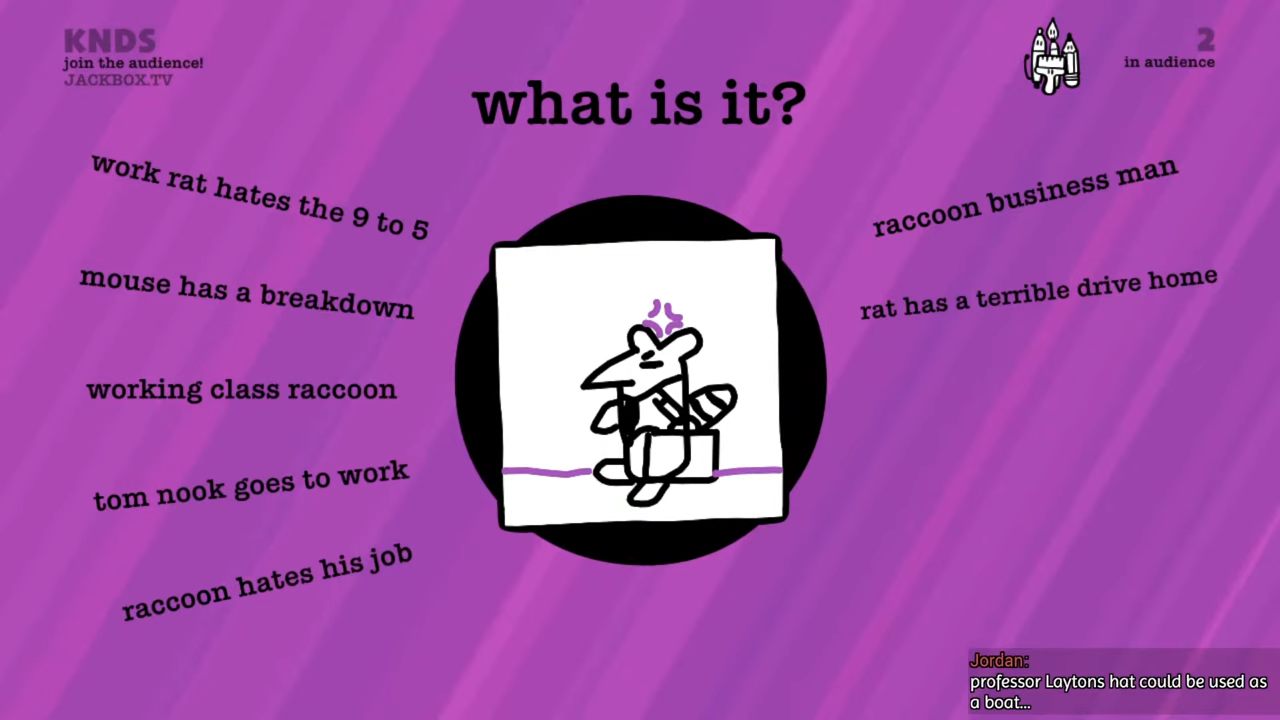 KNDS
join the audience!
JACKBOX.TV
2
in audience
what is it?
work rat hates the 9 to 5
mouse has a breakdown
working class raccoon
tom nook goes to work
raccoon hates his job
raccoon business man
rat has a terrible drive home
Jordan:
professor Laytons hat could be used as
a boat...